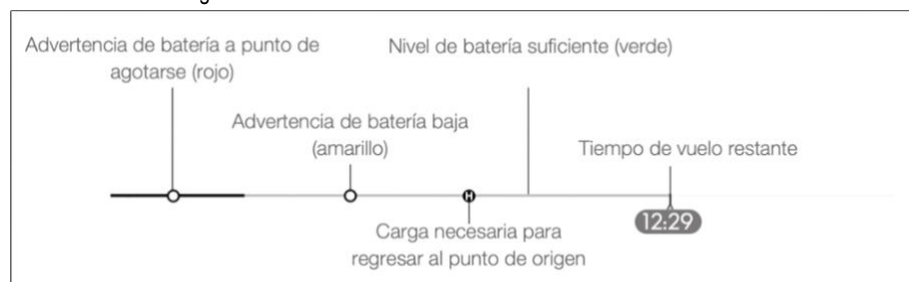 Advertencia de batería a punto de
agotarse (rojo)
Nivel de batería suficiente (verde)
Advertencia de batería baja
(amarillo)
Tiempo de vuelo restante
H
12:29
Carga necesaria para
regresar al punto de origen